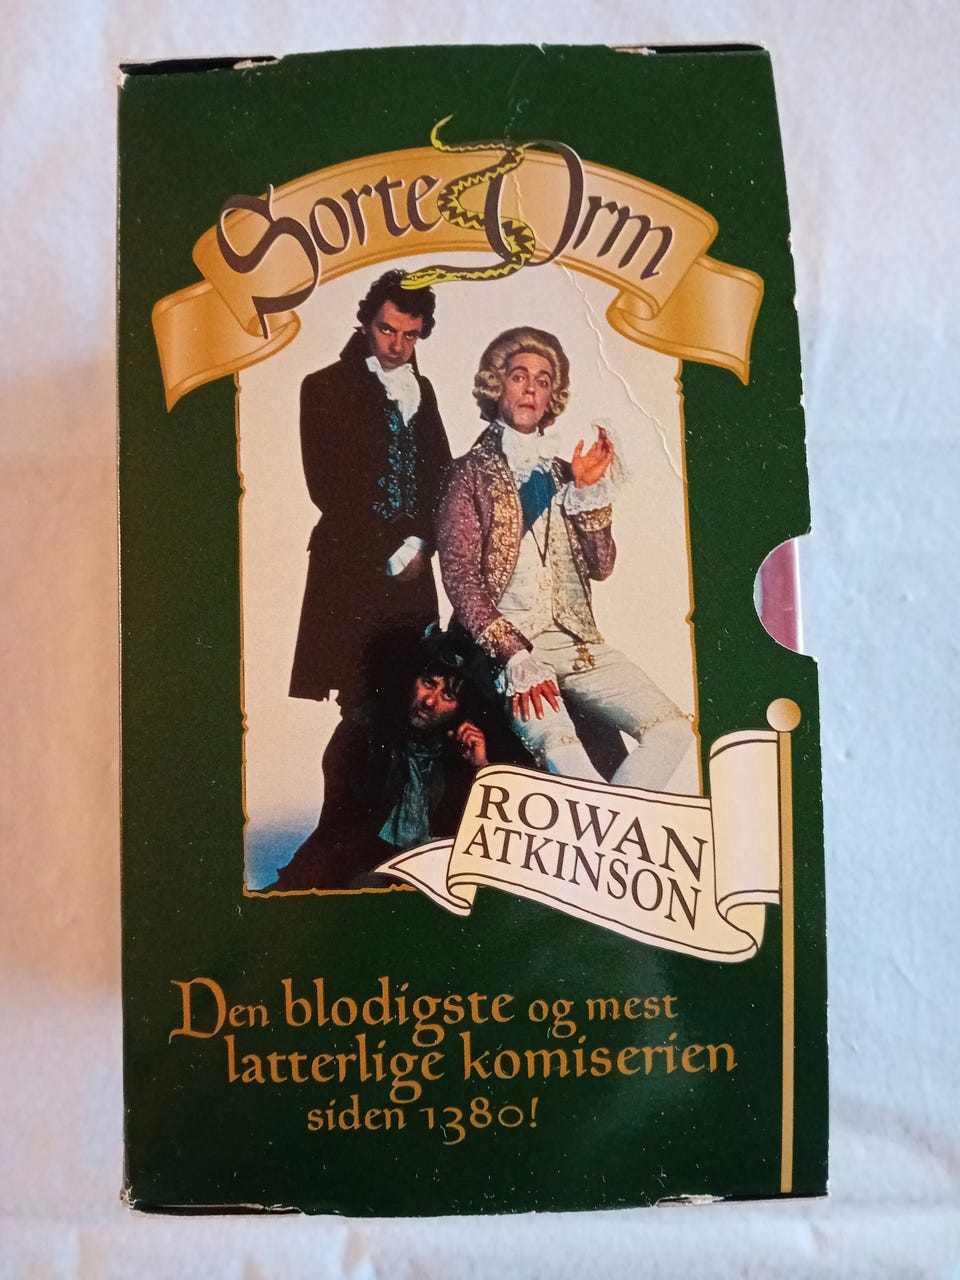 Sorte Orm
ROWAN
ATKINSON
Den blodigste og mest
latterlige komiserien
siden 1380!